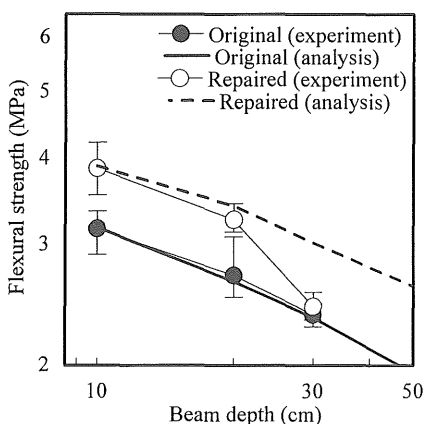 6
5
4
3
2
Flexural strength (MPa)
Original (experiment)
Original (analysis)
Repaired (experiment)
Repaired (analysis)
10 30 50
Beam depth (cm)